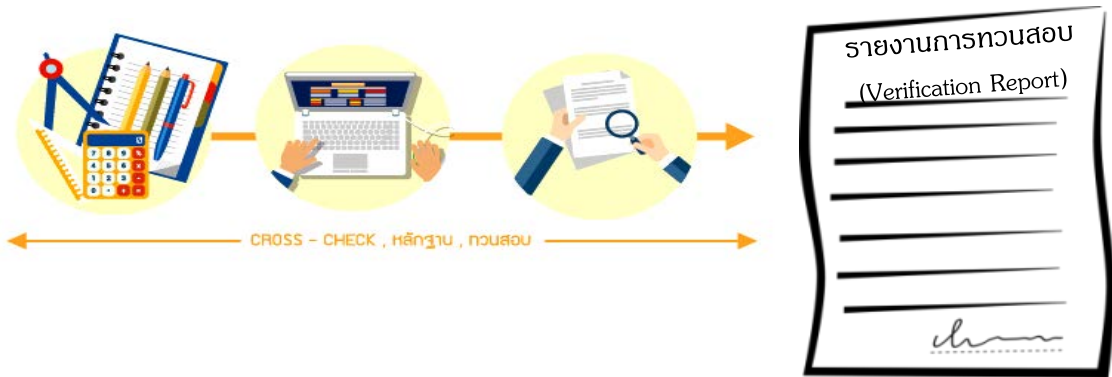 รายงานการทวนสอบ
(Verification Report)
CROSS - CHECK , หลักฐาน , ทวนสอบ